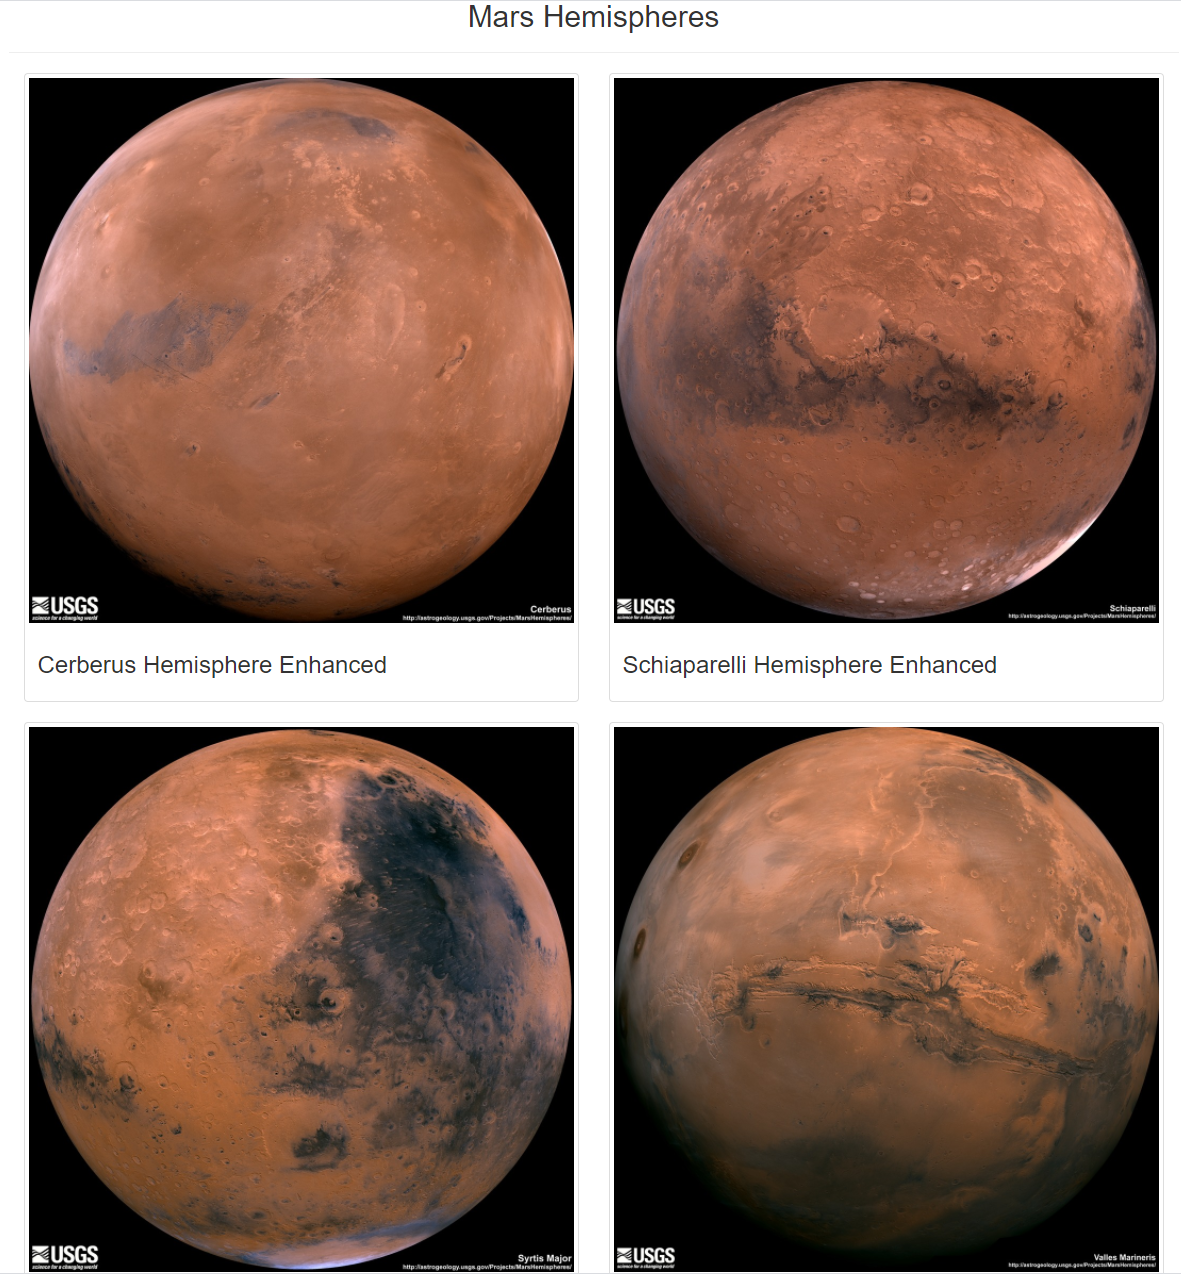 Mars Hemispheres
USGS
science for a changing world
Cerberus
http://astrogeology.usgs.gov/Projects/MarsHemispheres/
USGS
science for a changing world
Schiaparelli
http://astrogeology.usgs.gov/Projects/MarsHemispheres/
Cerberus Hemisphere Enhanced
Schiaparelli Hemisphere Enhanced
USGS
science for a changing world
Syrtis Major
http://astrogeology.usgs.gov/Projects/MarsHemispheres/
USGS
science for a changing world
Valles Marineris
http://astrogeology.usgs.gov/Projects/MarsHemispheres/